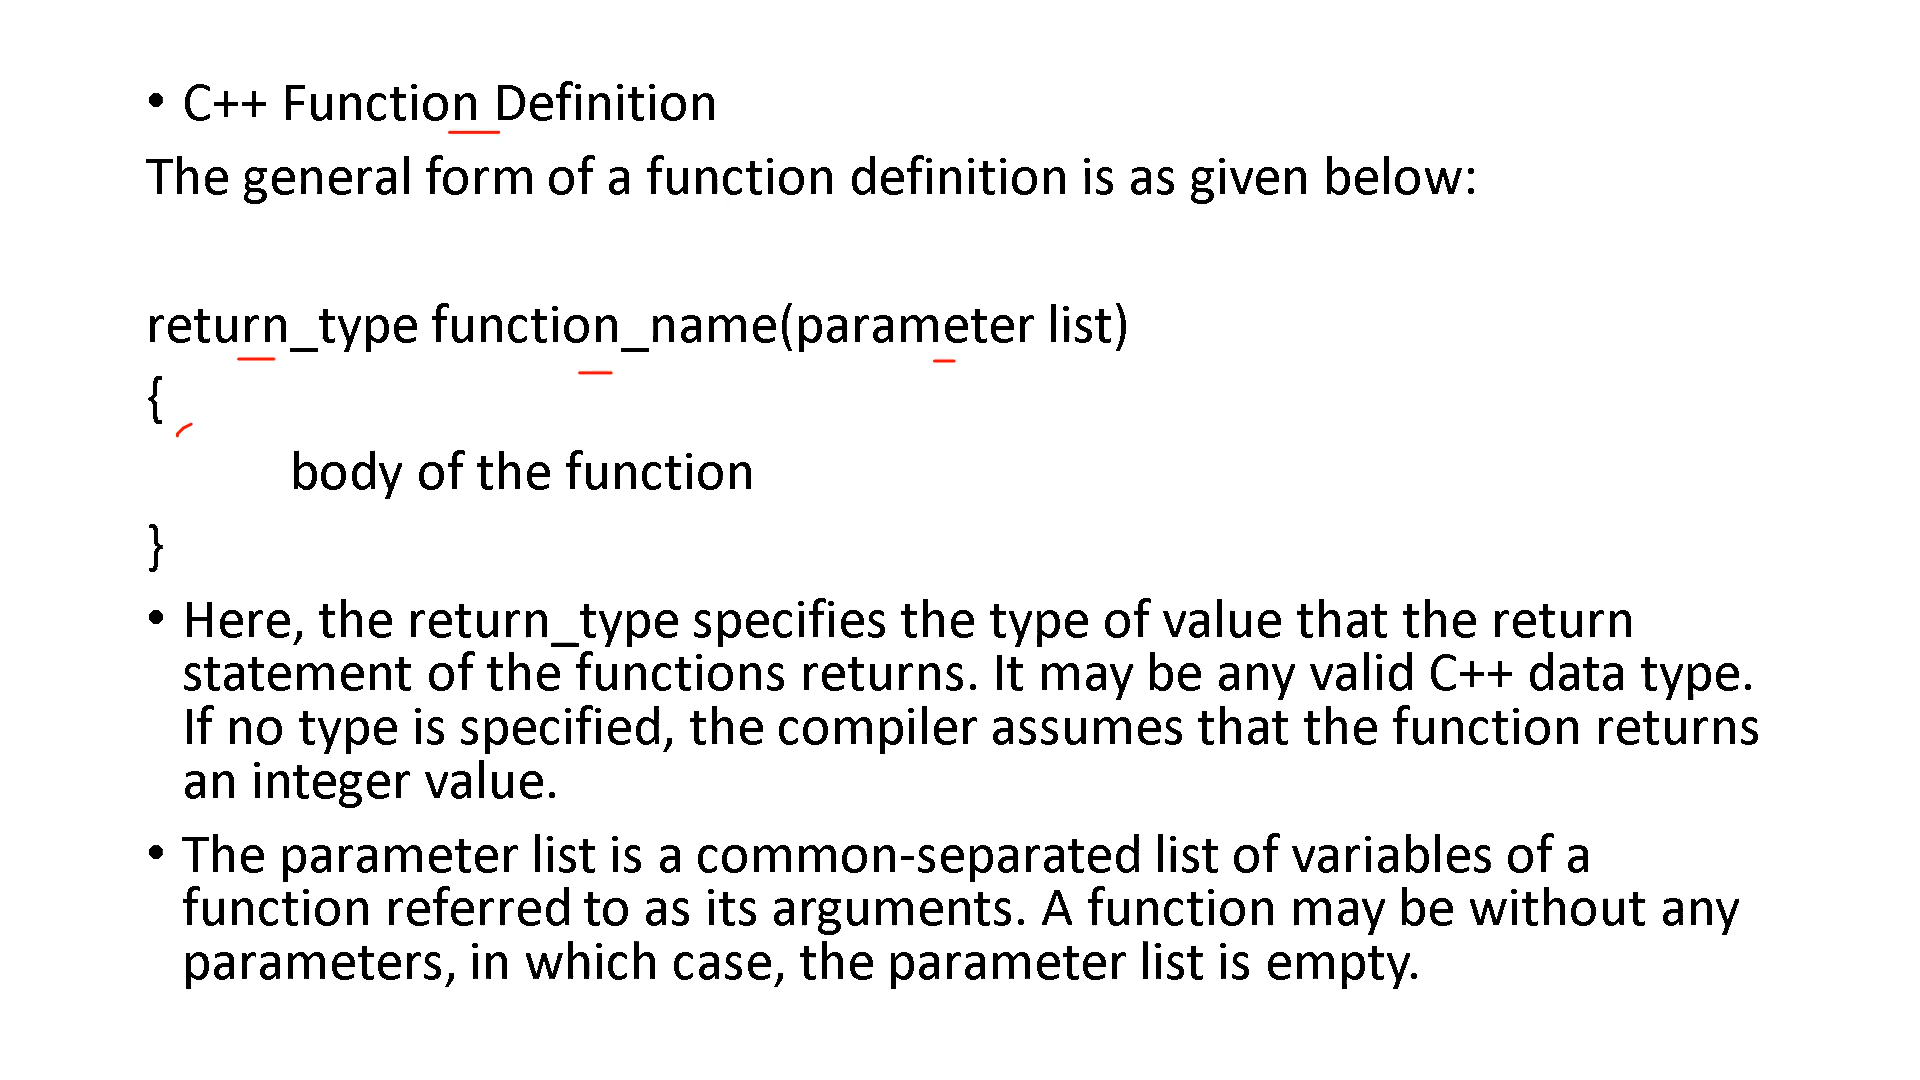 • C++ Function Definition
The general form of a function definition is as given below:
return_type function_name(parameter list)
{
body of the function
}
• Here, the return_type specifies the type of value that the return
statement of the functions returns. It may be any valid C++ data type.
If no type is specified, the compiler assumes that the function returns
an integer value.
• The parameter list is a common-separated list of variables of a
function referred to as its arguments. A function may be without any
parameters, in which case, the parameter list is empty.